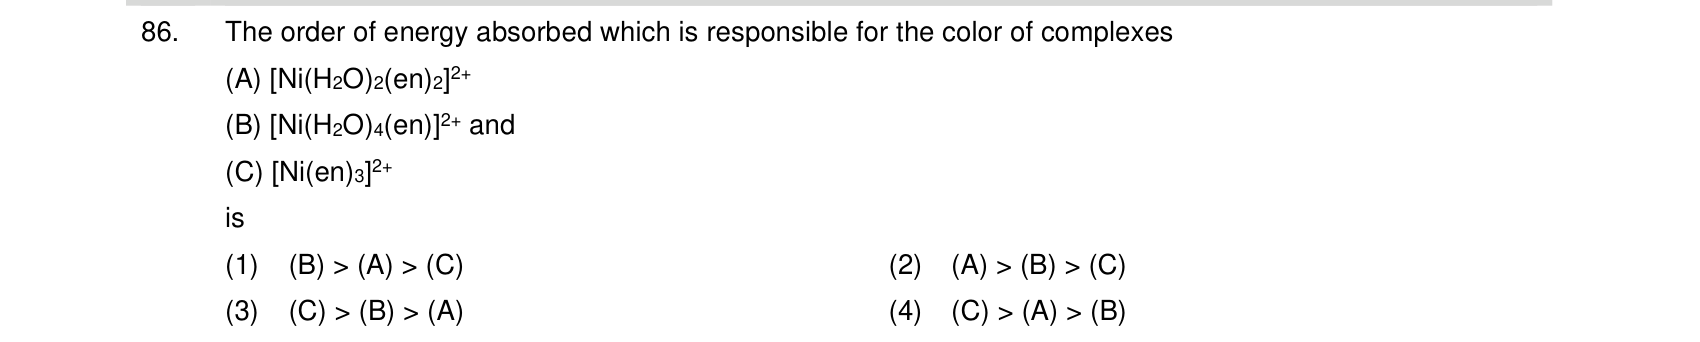 86. The order of energy absorbed which is responsible for the color of complexes
(A) [Ni(H₂O)₂(en)₂]²⁺
(B) [Ni(H₂O)₄(en)]²⁺ and
(C) [Ni(en)₃]²⁺
is
(1) (B) > (A) > (C) (2) (A) > (B) > (C)
(3) (C) > (B) > (A) (4) (C) > (A) > (B)